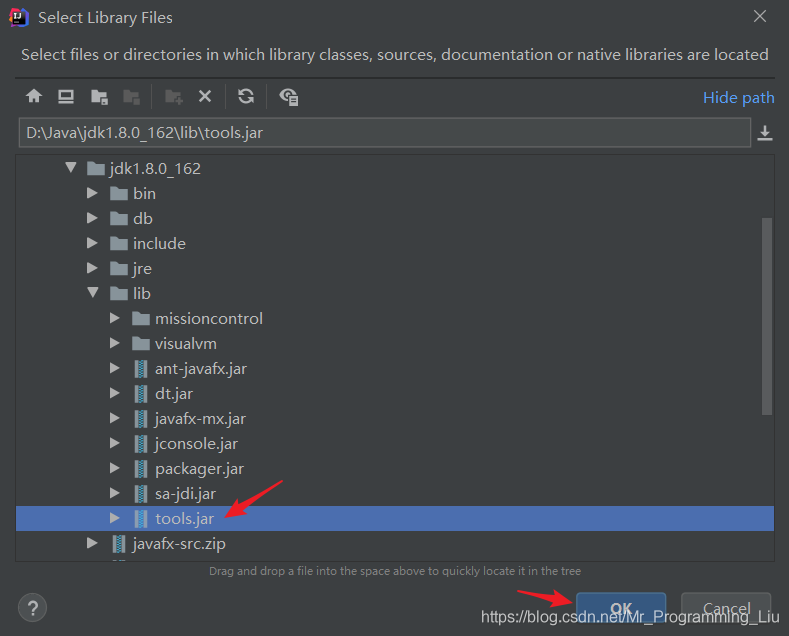 Select Library Files
Select files or directories in which library classes, sources, documentation or native libraries are located
Hide path
D:\Java\jdk1.8.0_162\lib\tools.jar
jdk1.8.0_162
bin
db
include
jre
lib
missioncontrol
visualvm
ant-javafx.jar
dt.jar
javafx-mx.jar
jconsole.jar
packager.jar
sa-jdi.jar
tools.jar
javafx-src.zip
Drag and drop a file into the space above to quickly locate it in the tree
?
OK
Cancel
https://blog.csdn.net/Mr_Programming_Liu